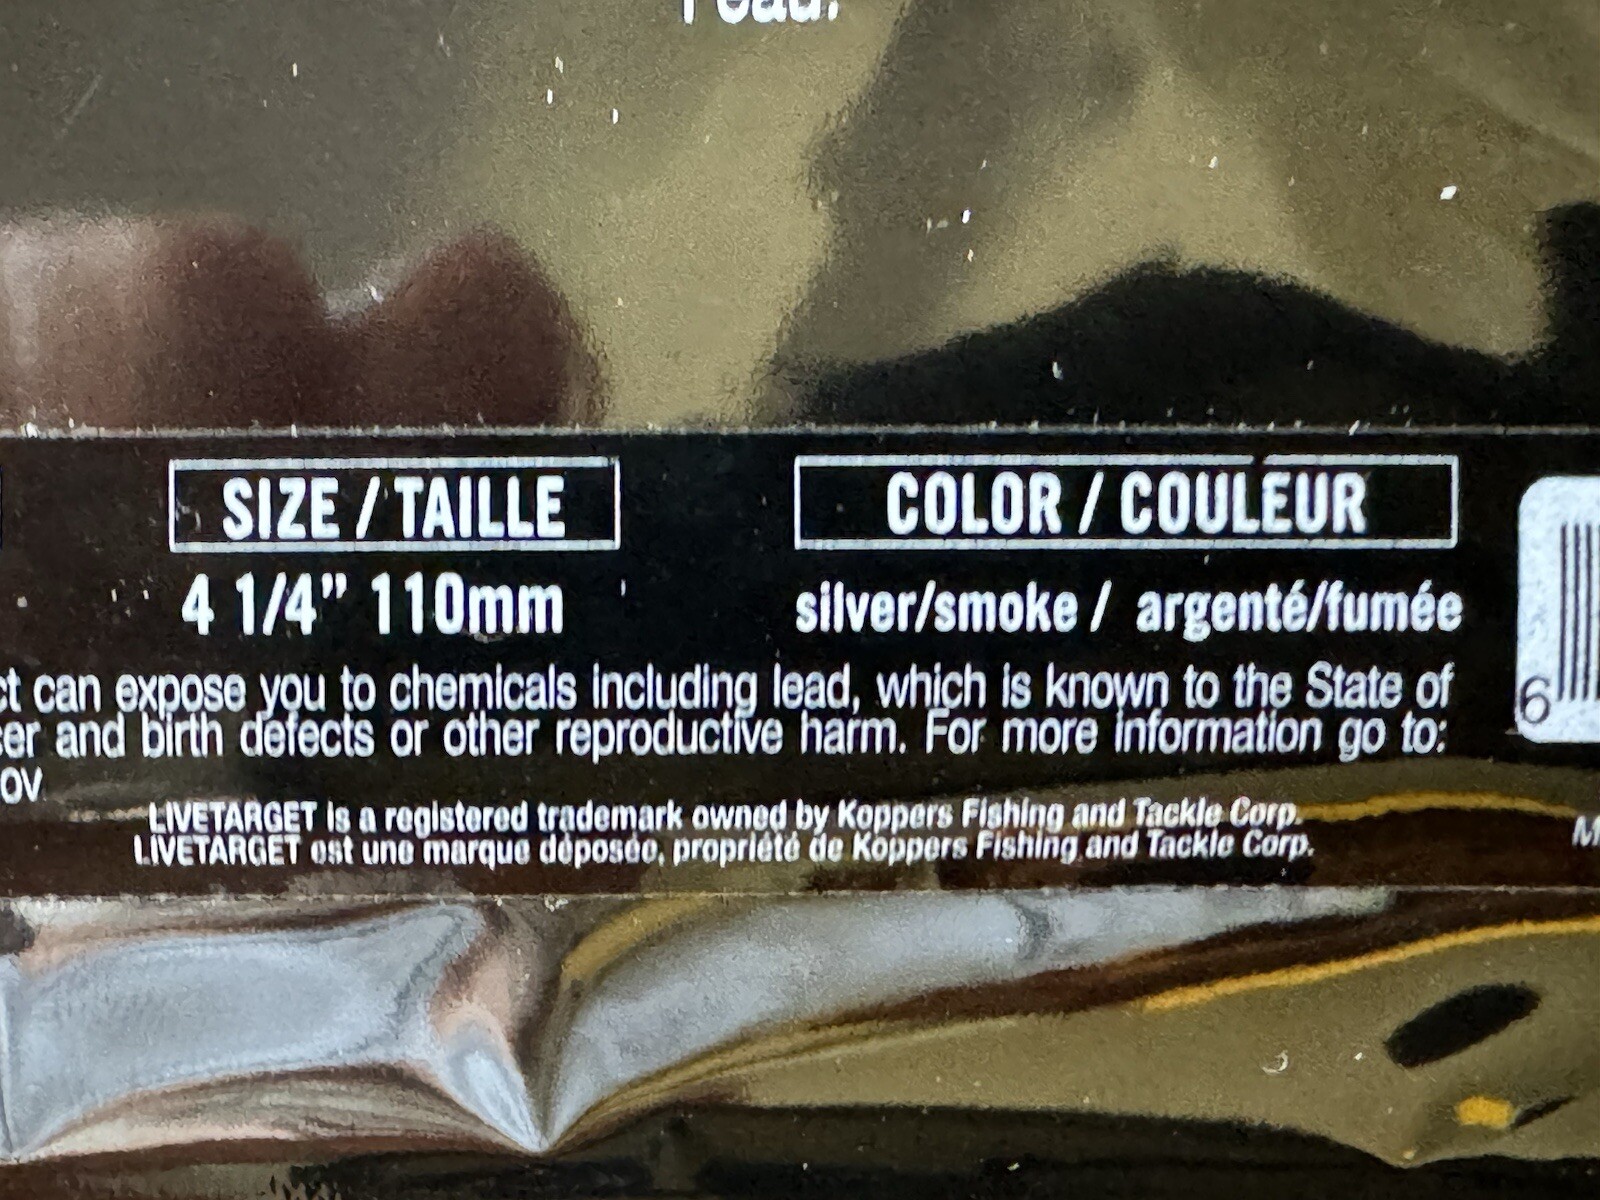 l'eau.
SIZE / TAILLE
COLOR / COULEUR
4 1/4” 110mm
silver/smoke / argenté/fumée
can expose you to chemicals including lead, which is known to the State of
and birth defects or other reproductive harm. For more information go to:
LIVETARGET is a registered trademark owned by Koppers Fishing and Tackle Corp.
LIVETARGET est une marque déposée, propriété de Koppers Fishing and Tackle Corp.
6